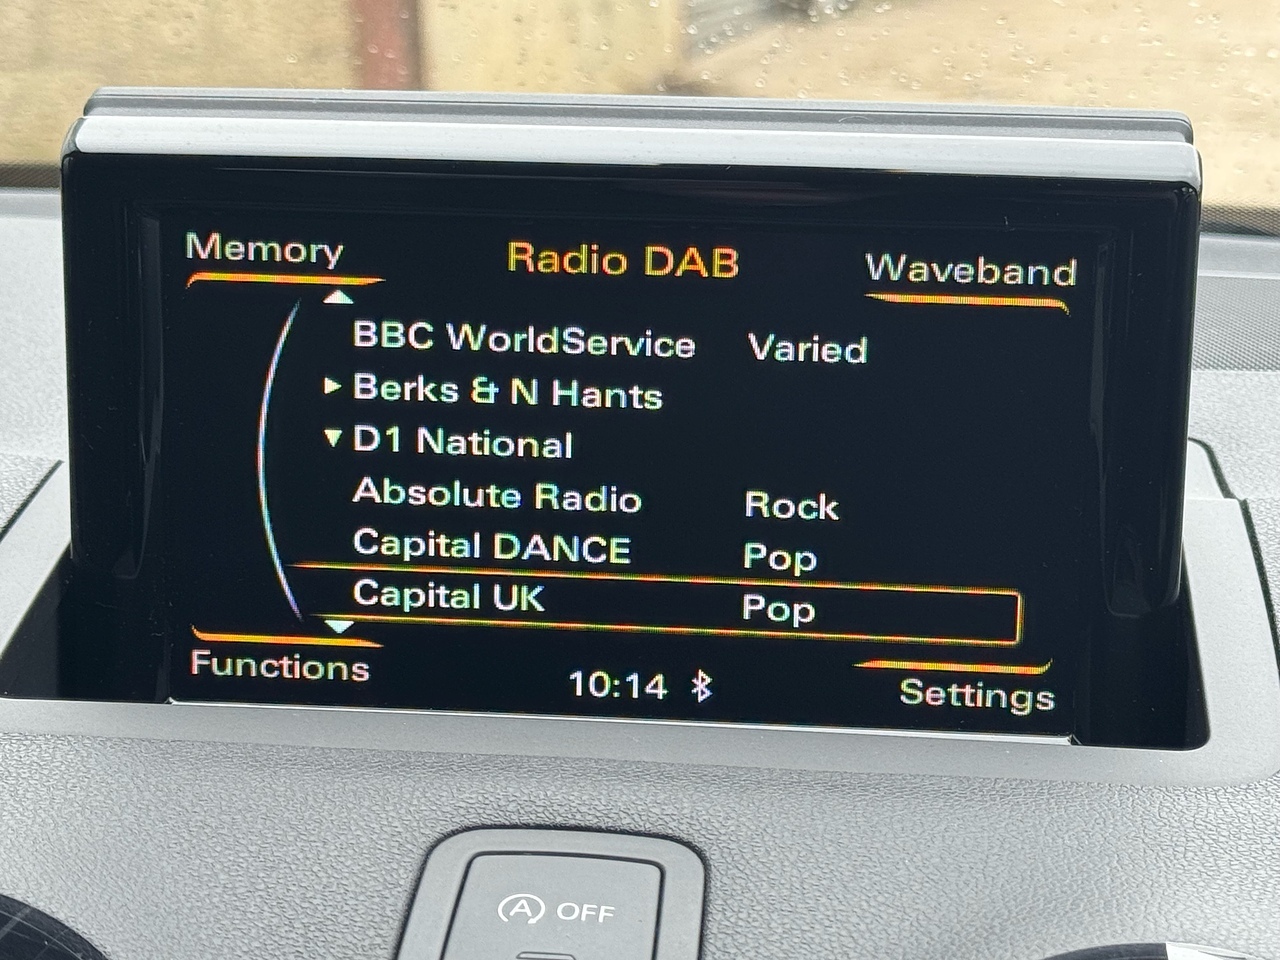 Memory Radio DAB Waveband
BBC WorldService Varied
Berks & N Hants
D1 National
Absolute Radio Rock
Capital DANCE Pop
Capital UK Pop
Functions 10:14 Settings
A OFF